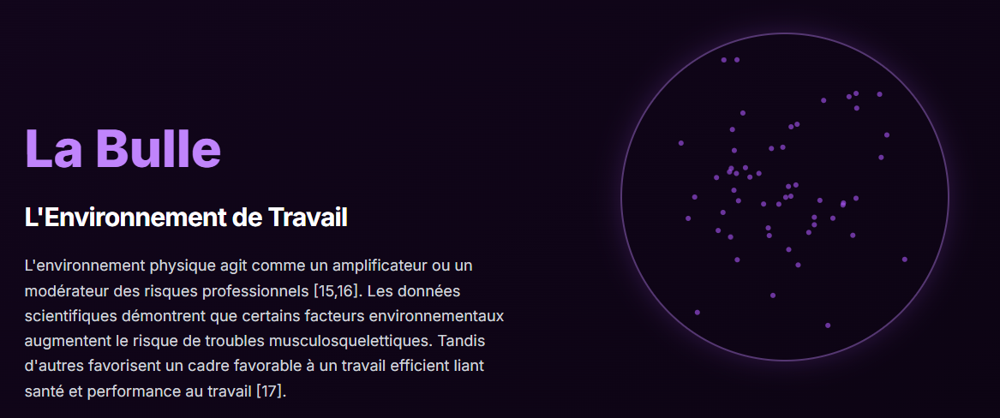 La Bulle
L'Environnement de Travail
L'environnement physique agit comme un amplificateur ou un
modérateur des risques professionnels [15,16]. Les données
scientifiques démontrent que certains facteurs environnementaux
augmentent le risque de troubles musculosquelettiques. Tandis
d'autres favorisent un cadre favorable à un travail efficient liant
santé et performance au travail [17].